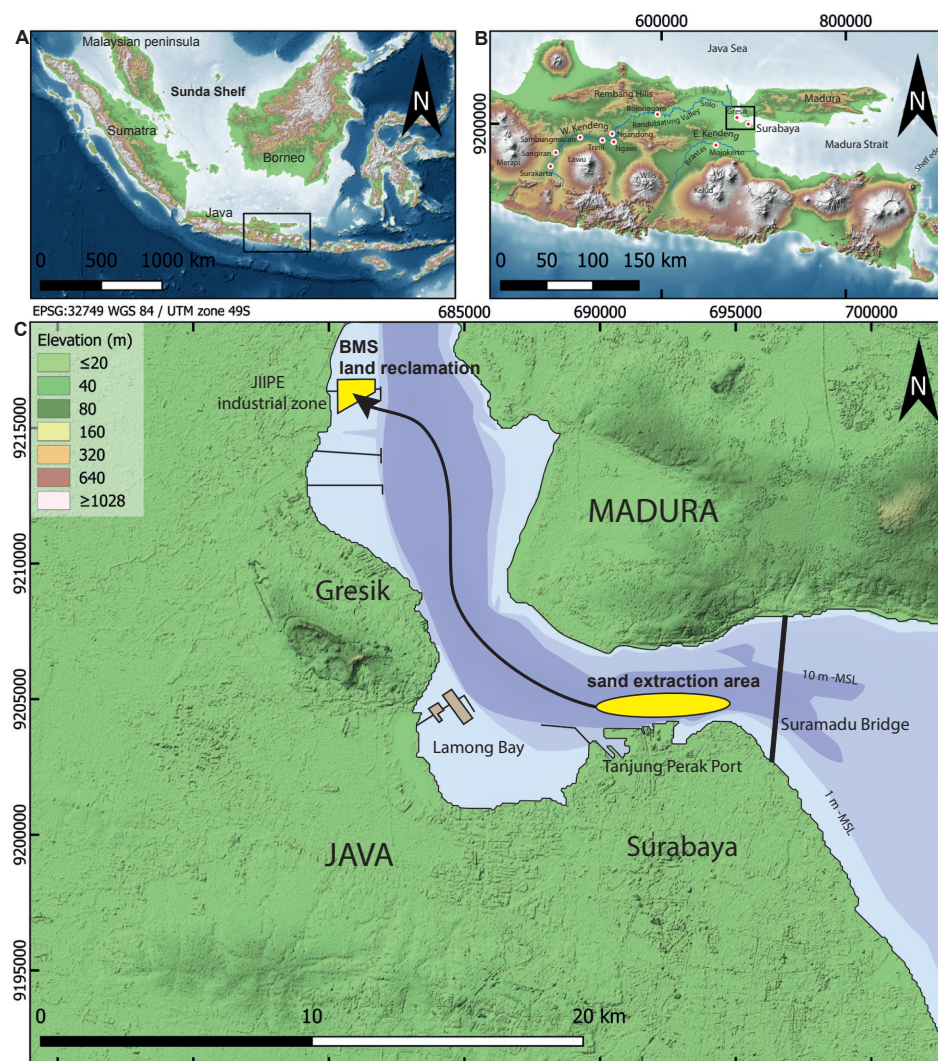 A
Malaysian peninsula
Sunda Shelf
N
Sumatra
Borneo
Java
0 500 1000 km
600000 800000
B
Java Sea
N
Rembang Hills
Madura
Bojonegoro
Solo
Gresik
9200000
Randublatung Valley
Surabaya
W. Kendeng
Ngandong
E. Kendeng
Sambungmacan
Trinil
Ngawi
Madura Strait
Sangiran
Mojokerto
Merapi
Lawu
Brantas
Shelf edge
Surakarta
Wilis
Kelud
0 50 100 150 km
EPSG:32749 WGS 84 / UTM zone 49S
685000 690000 695000 700000
C
Elevation (m)
≤20
40
80
160
320
640
≥1028
BMS
land reclamation
JIIPE
industrial zone
N
9215000
MADURA
9210000
Gresik
sand extraction area
10 m -MSL
9205000
Suramadu Bridge
Lamong Bay
Tanjung Perak Port
1 m -MSL
9200000
JAVA
Surabaya
9195000
0 10 20 km